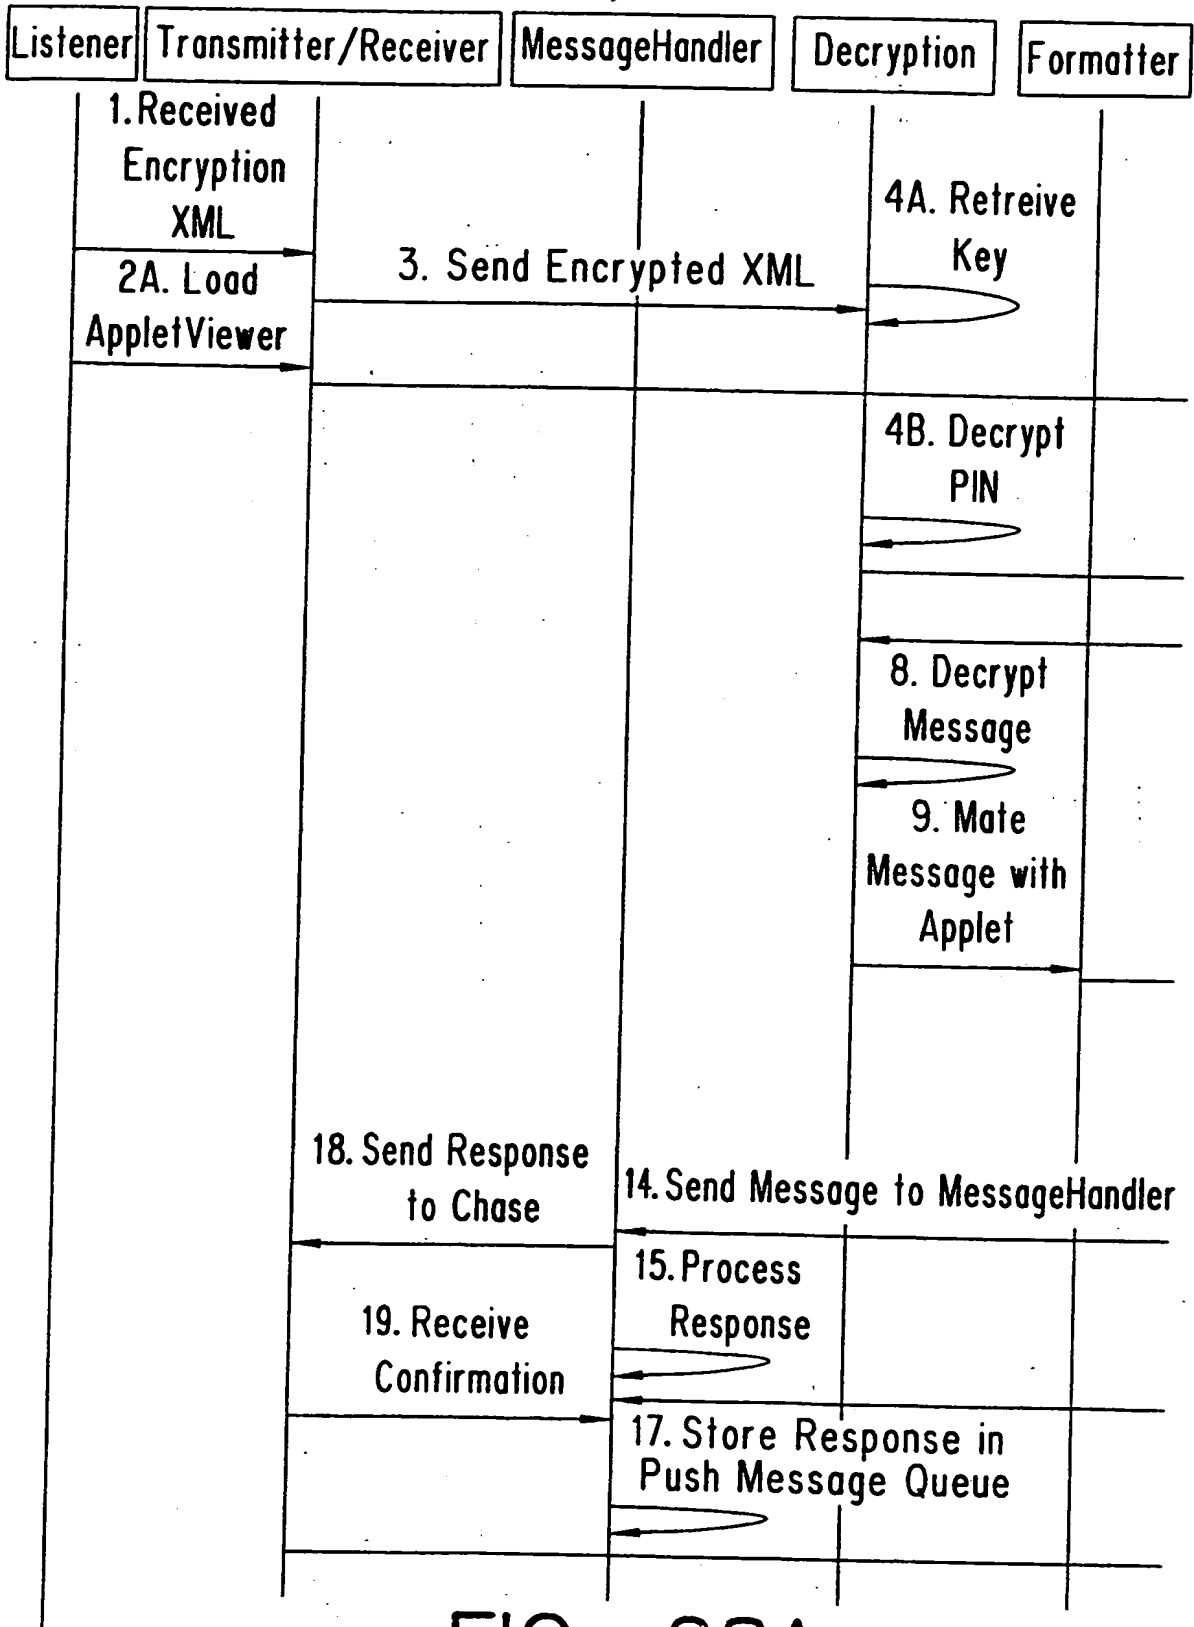 Listener
Transmitter/Receiver
MessageHandler
Decryption
Formatter
1. Received
Encryption
XML
2A. Load
AppletViewer
3. Send Encrypted XML
4A. Retreive
Key
4B. Decrypt
PIN
8. Decrypt
Message
9. Mate
Message with
Applet
18. Send Response
to Chase
14. Send Message to MessageHandler
15. Process
Response
19. Receive
Confirmation
17. Store Response in
Push Message Queue